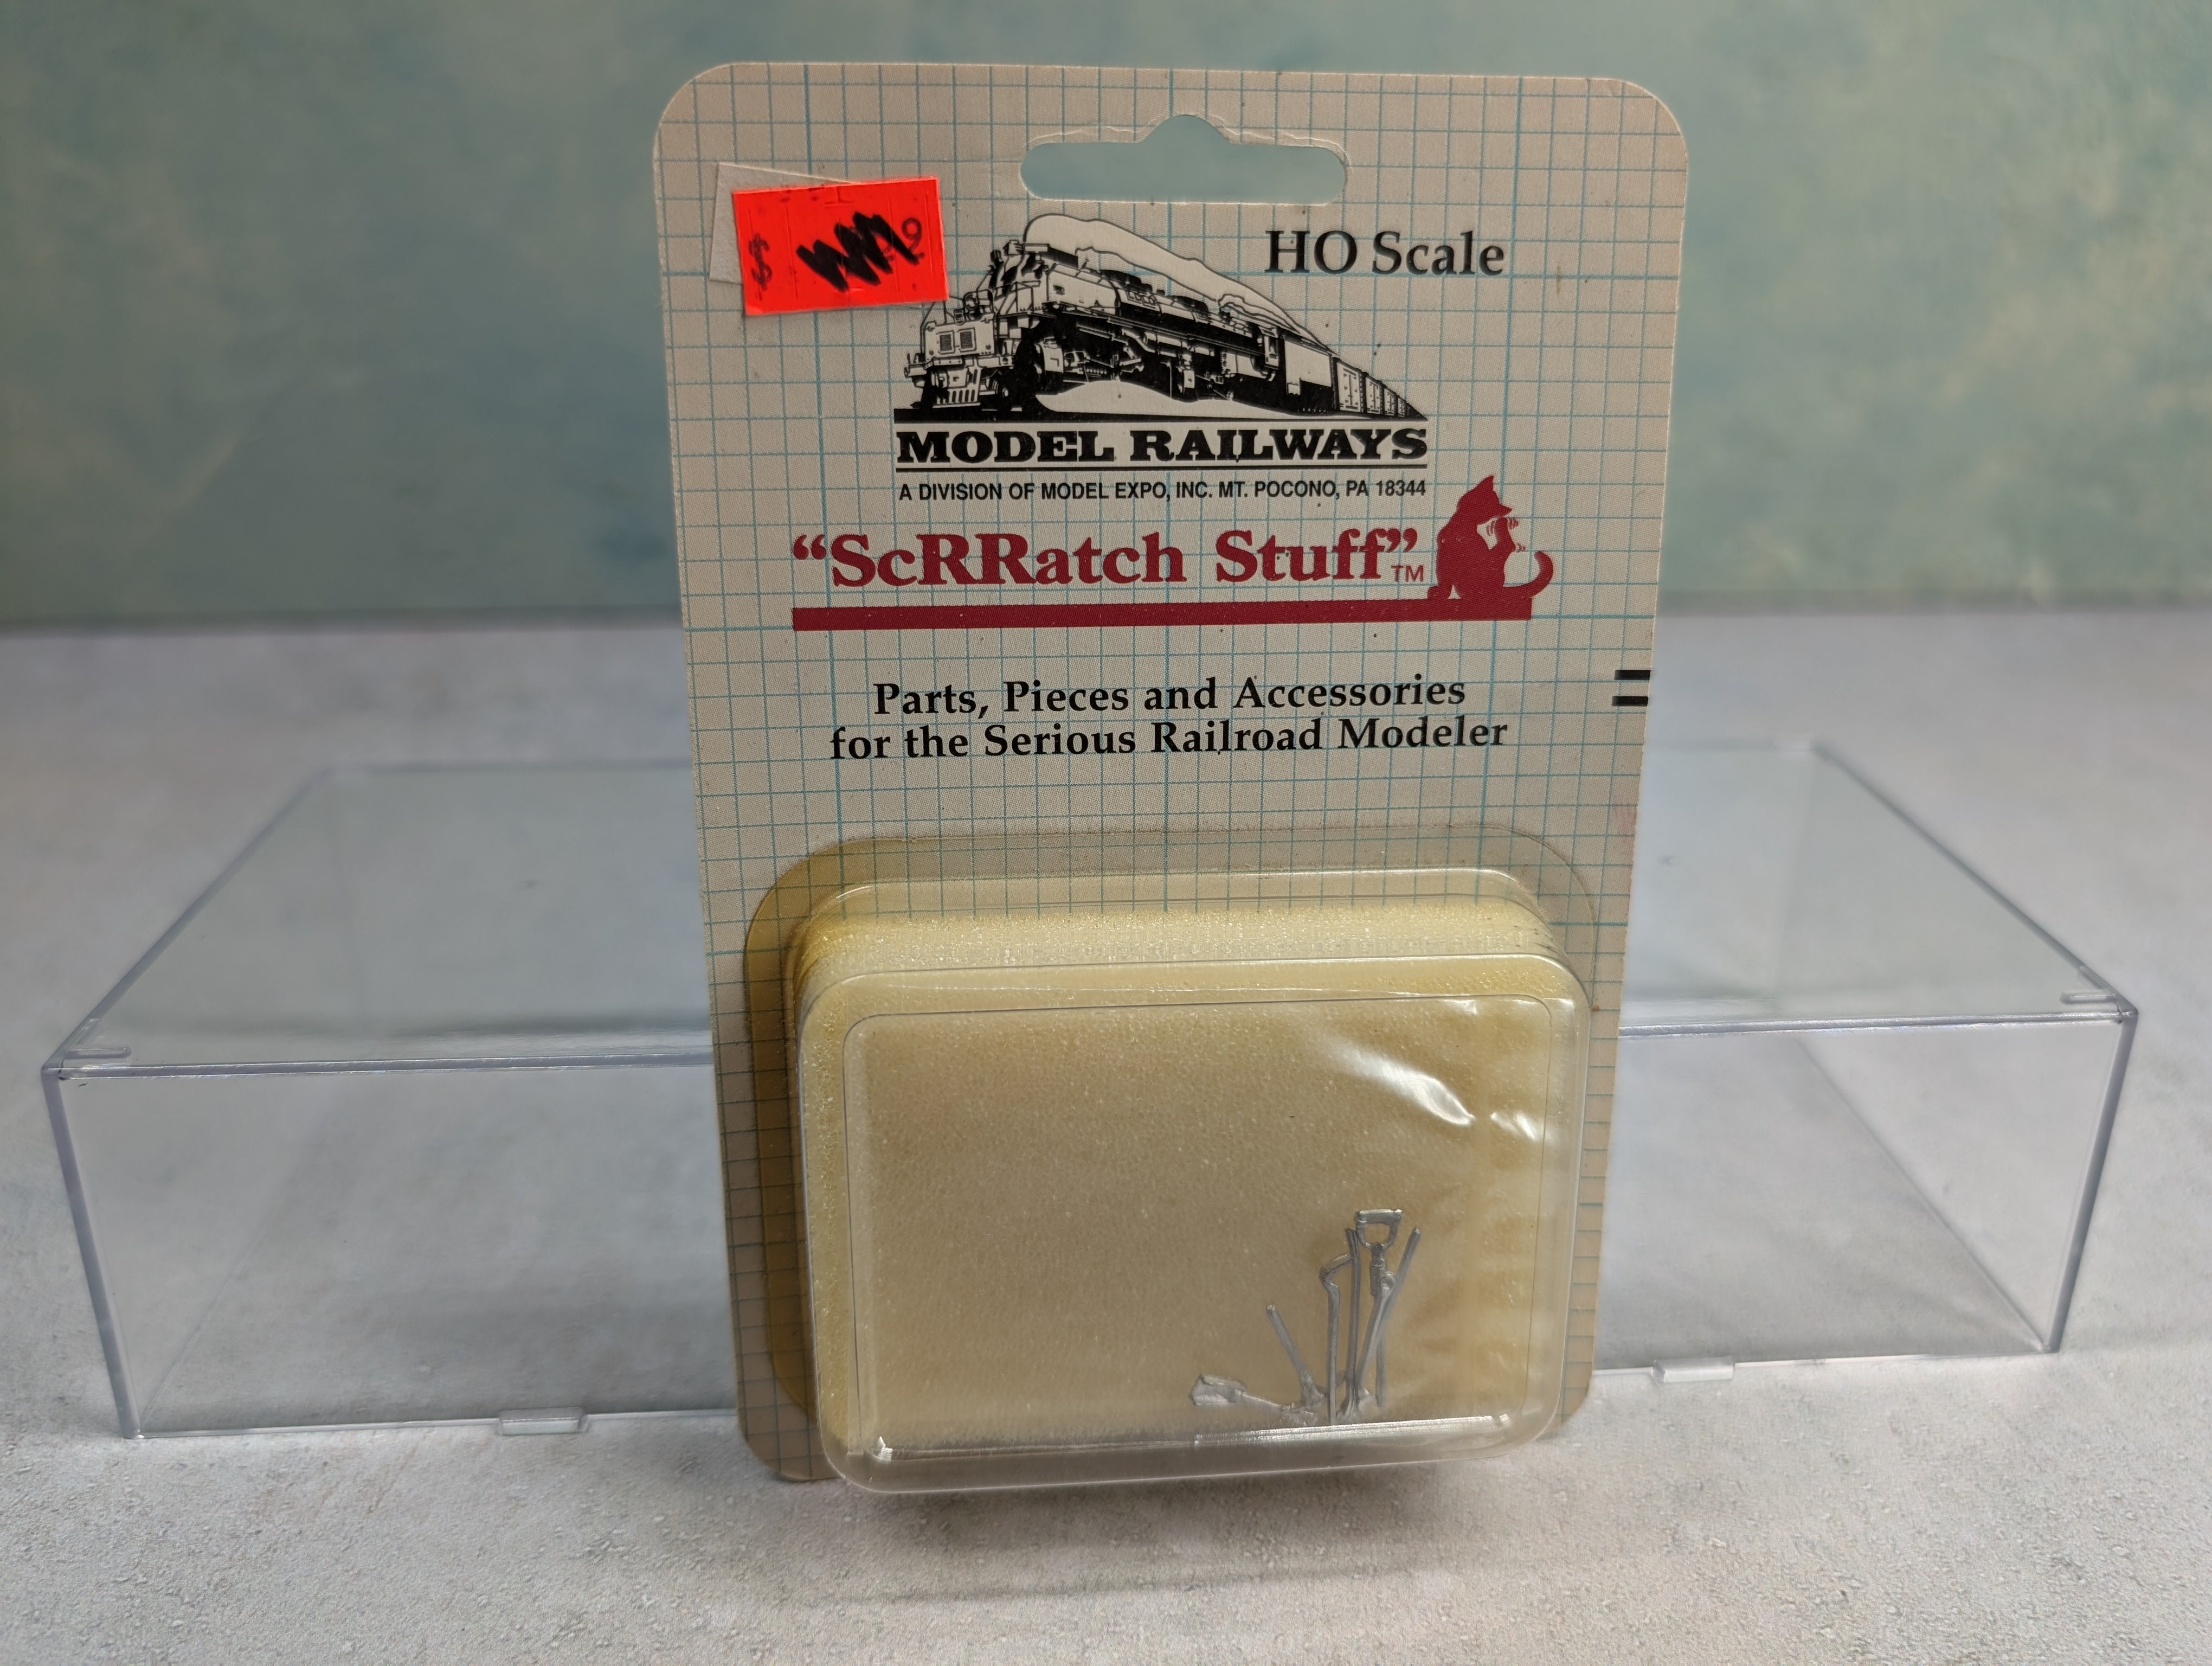 $ 9
HO Scale
MODEL RAILWAYS
A DIVISION OF MODEL EXPO, INC. MT. POCONO, PA 18344
“ScRRatch Stuff”TM
Parts, Pieces and Accessories
for the Serious Railroad Modeler